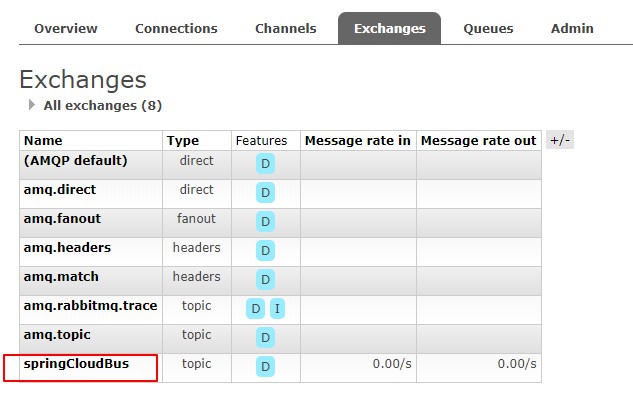 Overview Connections Channels Exchanges Queues Admin
Exchanges
All exchanges (8)
Name Type Features Message rate in Message rate out +/-
(AMQP default) direct D
amq.direct direct D
amq.fanout fanout D
amq.headers headers D
amq.match headers D
amq.rabbitmq.trace topic D I
amq.topic topic D
springCloudBus topic D 0.00/s 0.00/s